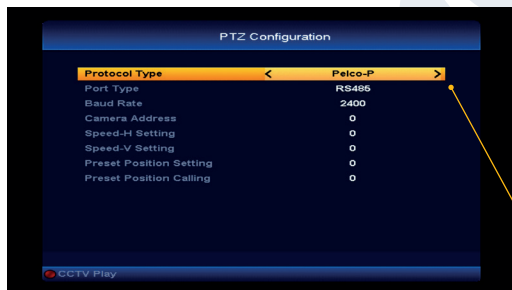 PTZ Configuration
Protocol Type < Pelco-P >
Port Type RS485
Baud Rate 2400
Camera Address 0
Speed-H Setting 0
Speed-V Setting 0
Preset Position Setting 0
Preset Position Calling 0
CCTV Play